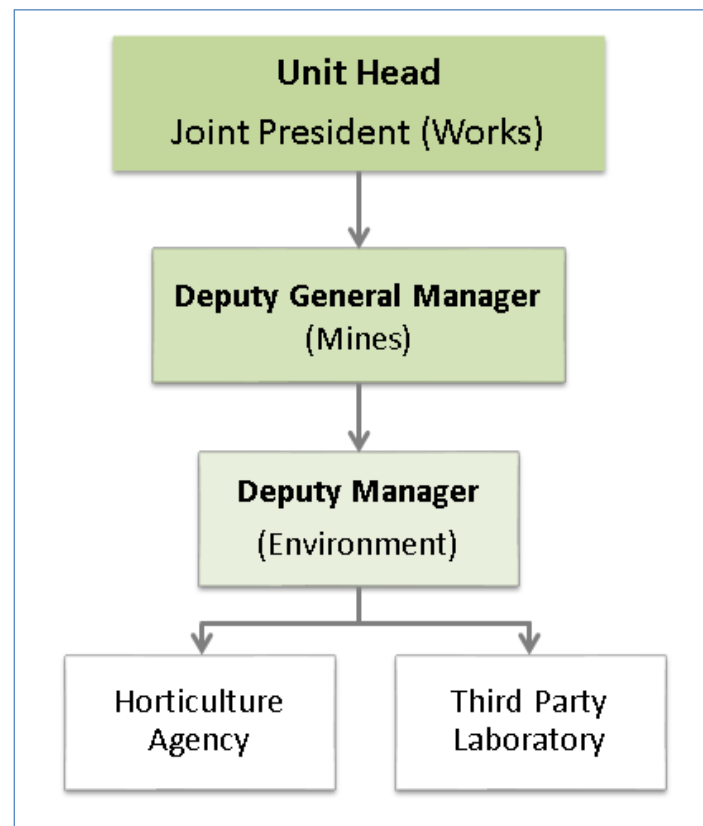 Unit Head
Joint President (Works)
Deputy General Manager
(Mines)
Deputy Manager
(Environment)
Horticulture
Agency
Third Party
Laboratory